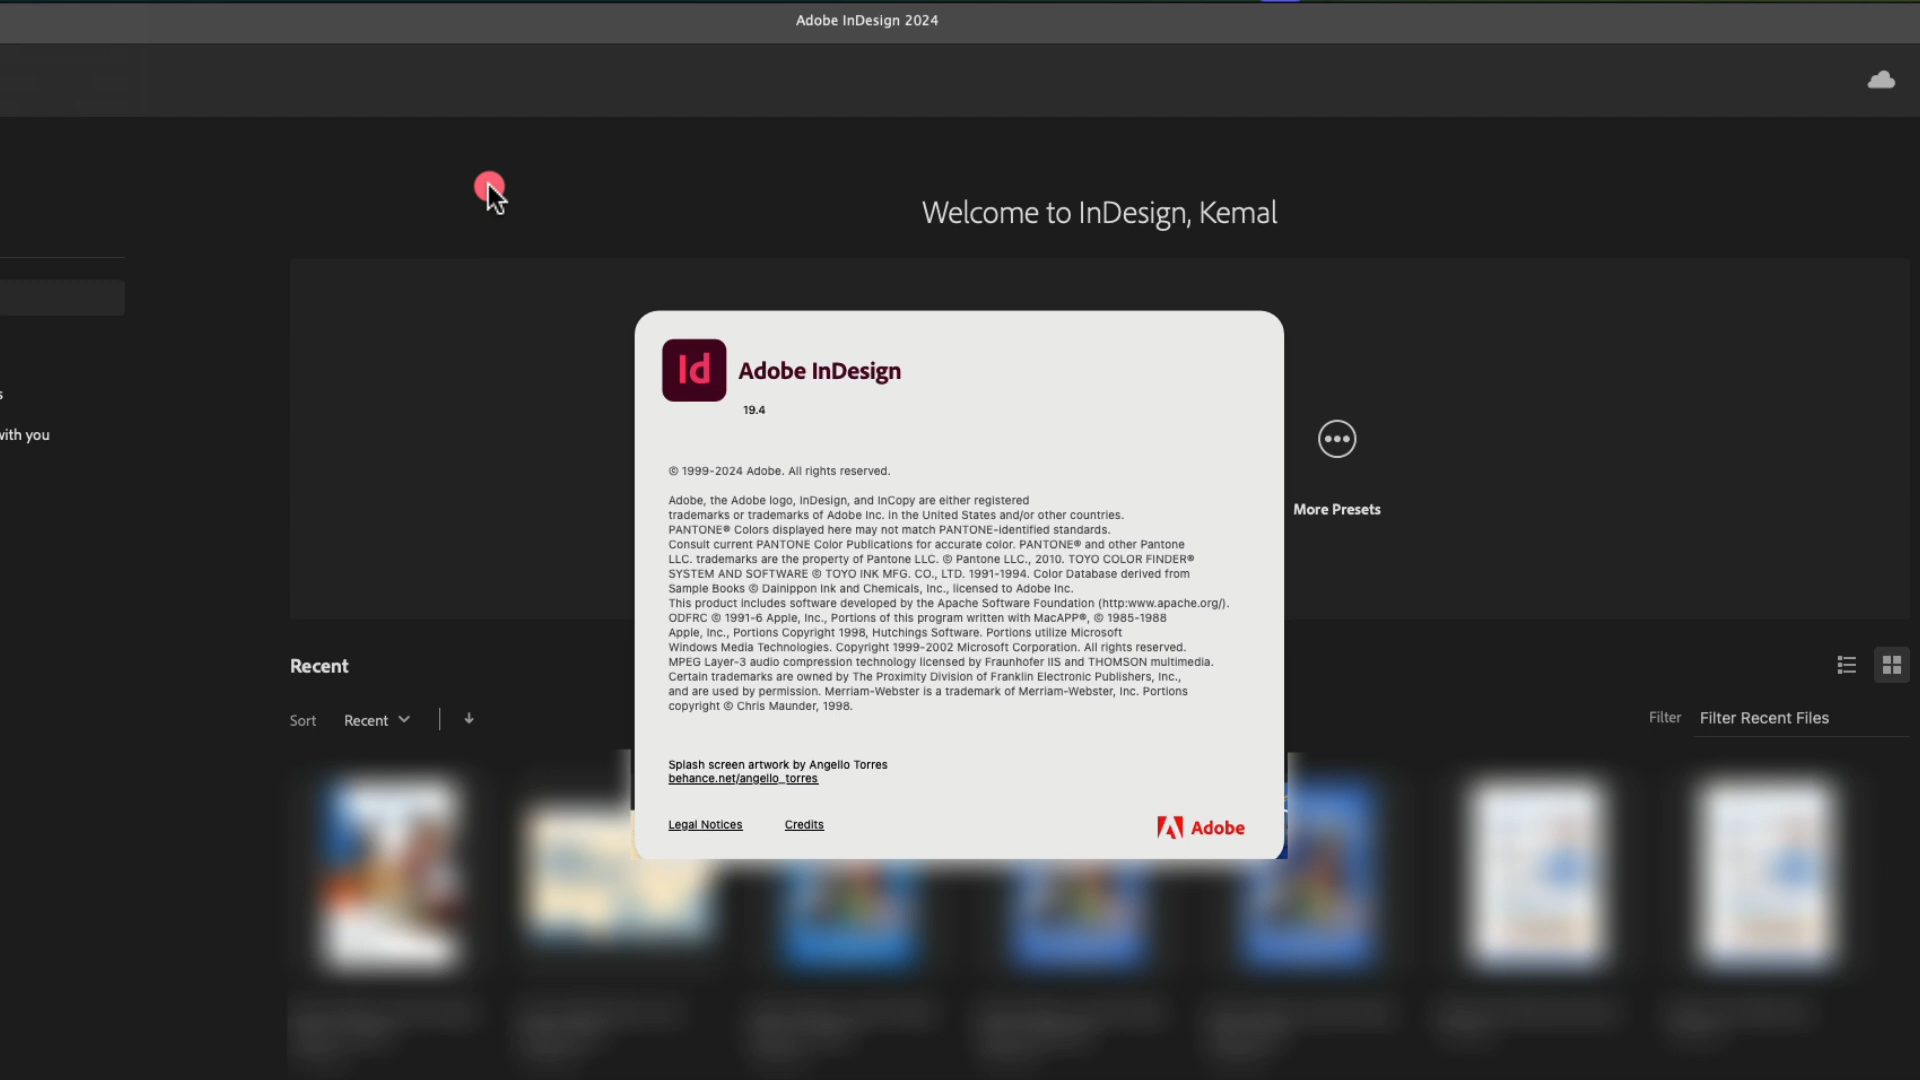 Adobe InDesign 2024
Welcome to InDesign, Kemal
s
with you
Id
Adobe InDesign
19.4
© 1999-2024 Adobe. All rights reserved.
Adobe, the Adobe logo, InDesign, and InCopy are either registered
trademarks or trademarks of Adobe Inc. in the United States and/or other countries.
PANTONE® Colors displayed here may not match PANTONE-identified standards.
Consult current PANTONE Color Publications for accurate color. PANTONE® and other Pantone
LLC. trademarks are the property of Pantone LLC. © Pantone LLC., 2010. TOYO COLOR FINDER®
SYSTEM AND SOFTWARE © TOYO INK MFG. CO., LTD. 1991-1994. Color Database derived from
Sample Books © Dainippon Ink and Chemicals, Inc., licensed to Adobe Inc.
This product includes software developed by the Apache Software Foundation (http:www.apache.org/).
ODFRC © 1991-6 Apple, Inc., Portions of this program written with MacAPP®, © 1985-1988
Apple, Inc., Portions Copyright 1998, Hutchings Software. Portions utilize Microsoft
Windows Media Technologies. Copyright 1999-2002 Microsoft Corporation. All rights reserved.
MPEG Layer-3 audio compression technology licensed by Fraunhofer IIS and THOMSON multimedia.
Certain trademarks are owned by The Proximity Division of Franklin Electronic Publishers, Inc.,
and are used by permission. Merriam-Webster is a trademark of Merriam-Webster, Inc. Portions
copyright © Chris Maunder, 1998.
Splash screen artwork by Angello Torres
behance.net/angello_torres
Legal Notices Credits
Adobe
More Presets
Recent
Sort Recent
Filter Filter Recent Files